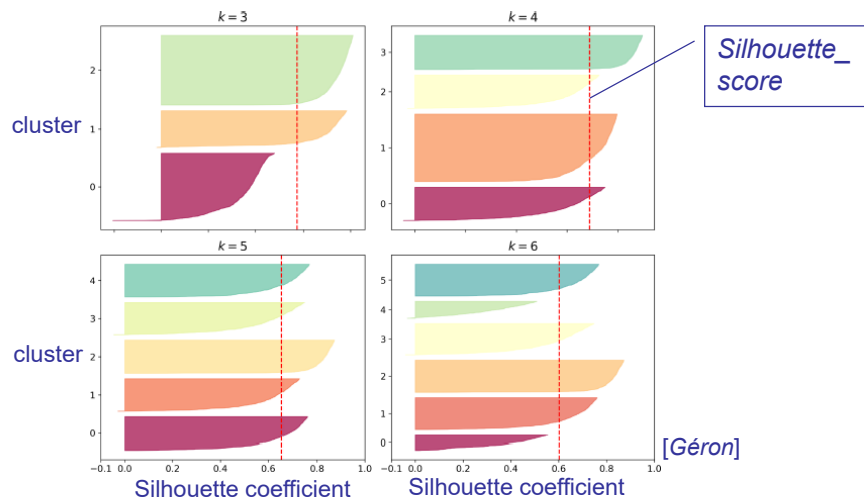 k = 3
k = 4
Silhouette_
score
cluster
2
1
0
3
2
1
0
k = 5
k = 6
cluster
4
3
2
1
0
5
4
3
2
1
0
[Géron]
−0.1 0.0 0.2 0.4 0.6 0.8 1.0
−0.1 0.0 0.2 0.4 0.6 0.8 1.0
Silhouette coefficient
Silhouette coefficient